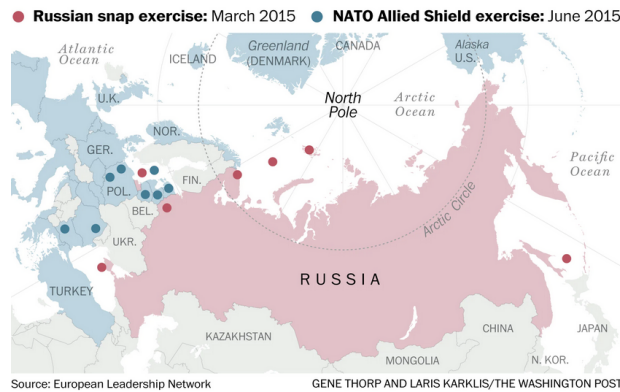 Russian snap exercise: March 2015 NATO Allied Shield exercise: June 2015
Atlantic Ocean
ICELAND
Greenland (DENMARK)
CANADA
Alaska U.S.
U.K.
North Pole
Arctic Ocean
NOR.
GER.
Pacific Ocean
FIN.
POL.
BEL.
Arctic Circle
UKR.
RUSSIA
TURKEY
KAZAKHSTAN
CHINA
JAPAN
MONGOLIA
N. KOR.
Source: European Leadership Network
GENE THORP AND LARIS KARKLIS/THE WASHINGTON POST